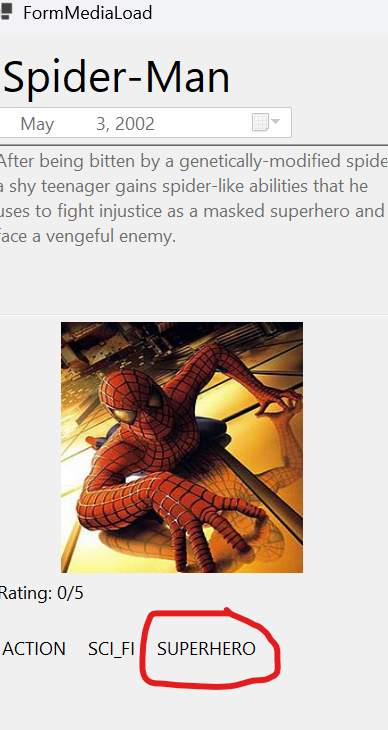 FormMediaLoad
Spider-Man
May 3, 2002
After being bitten by a genetically-modified spide
a shy teenager gains spider-like abilities that he
uses to fight injustice as a masked superhero and
face a vengeful enemy.
Rating: 0/5
ACTION SCI_FI SUPERHERO